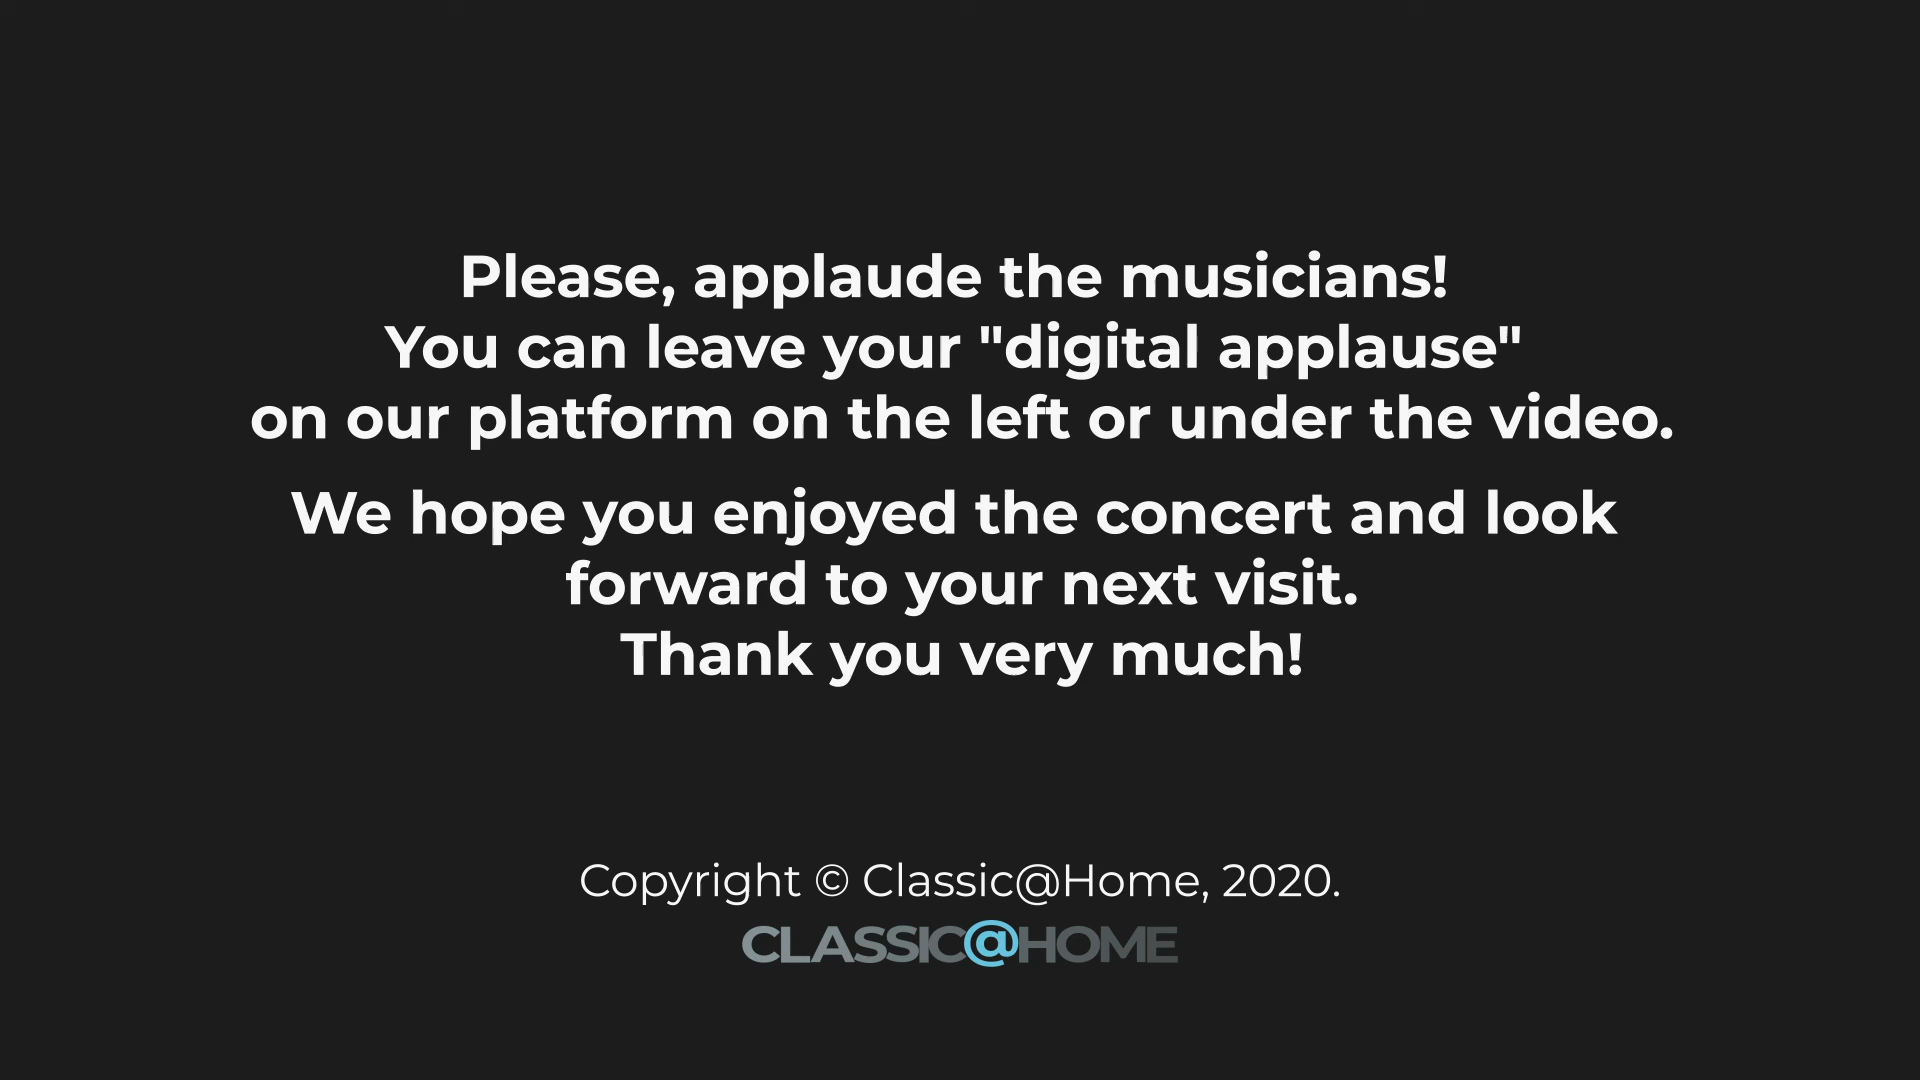 Please, applaude the musicians!
You can leave your "digital applause"
on our platform on the left or under the video.
We hope you enjoyed the concert and look
forward to your next visit.
Thank you very much!
Copyright © Classic@Home, 2020.
CLASSIC@HOME